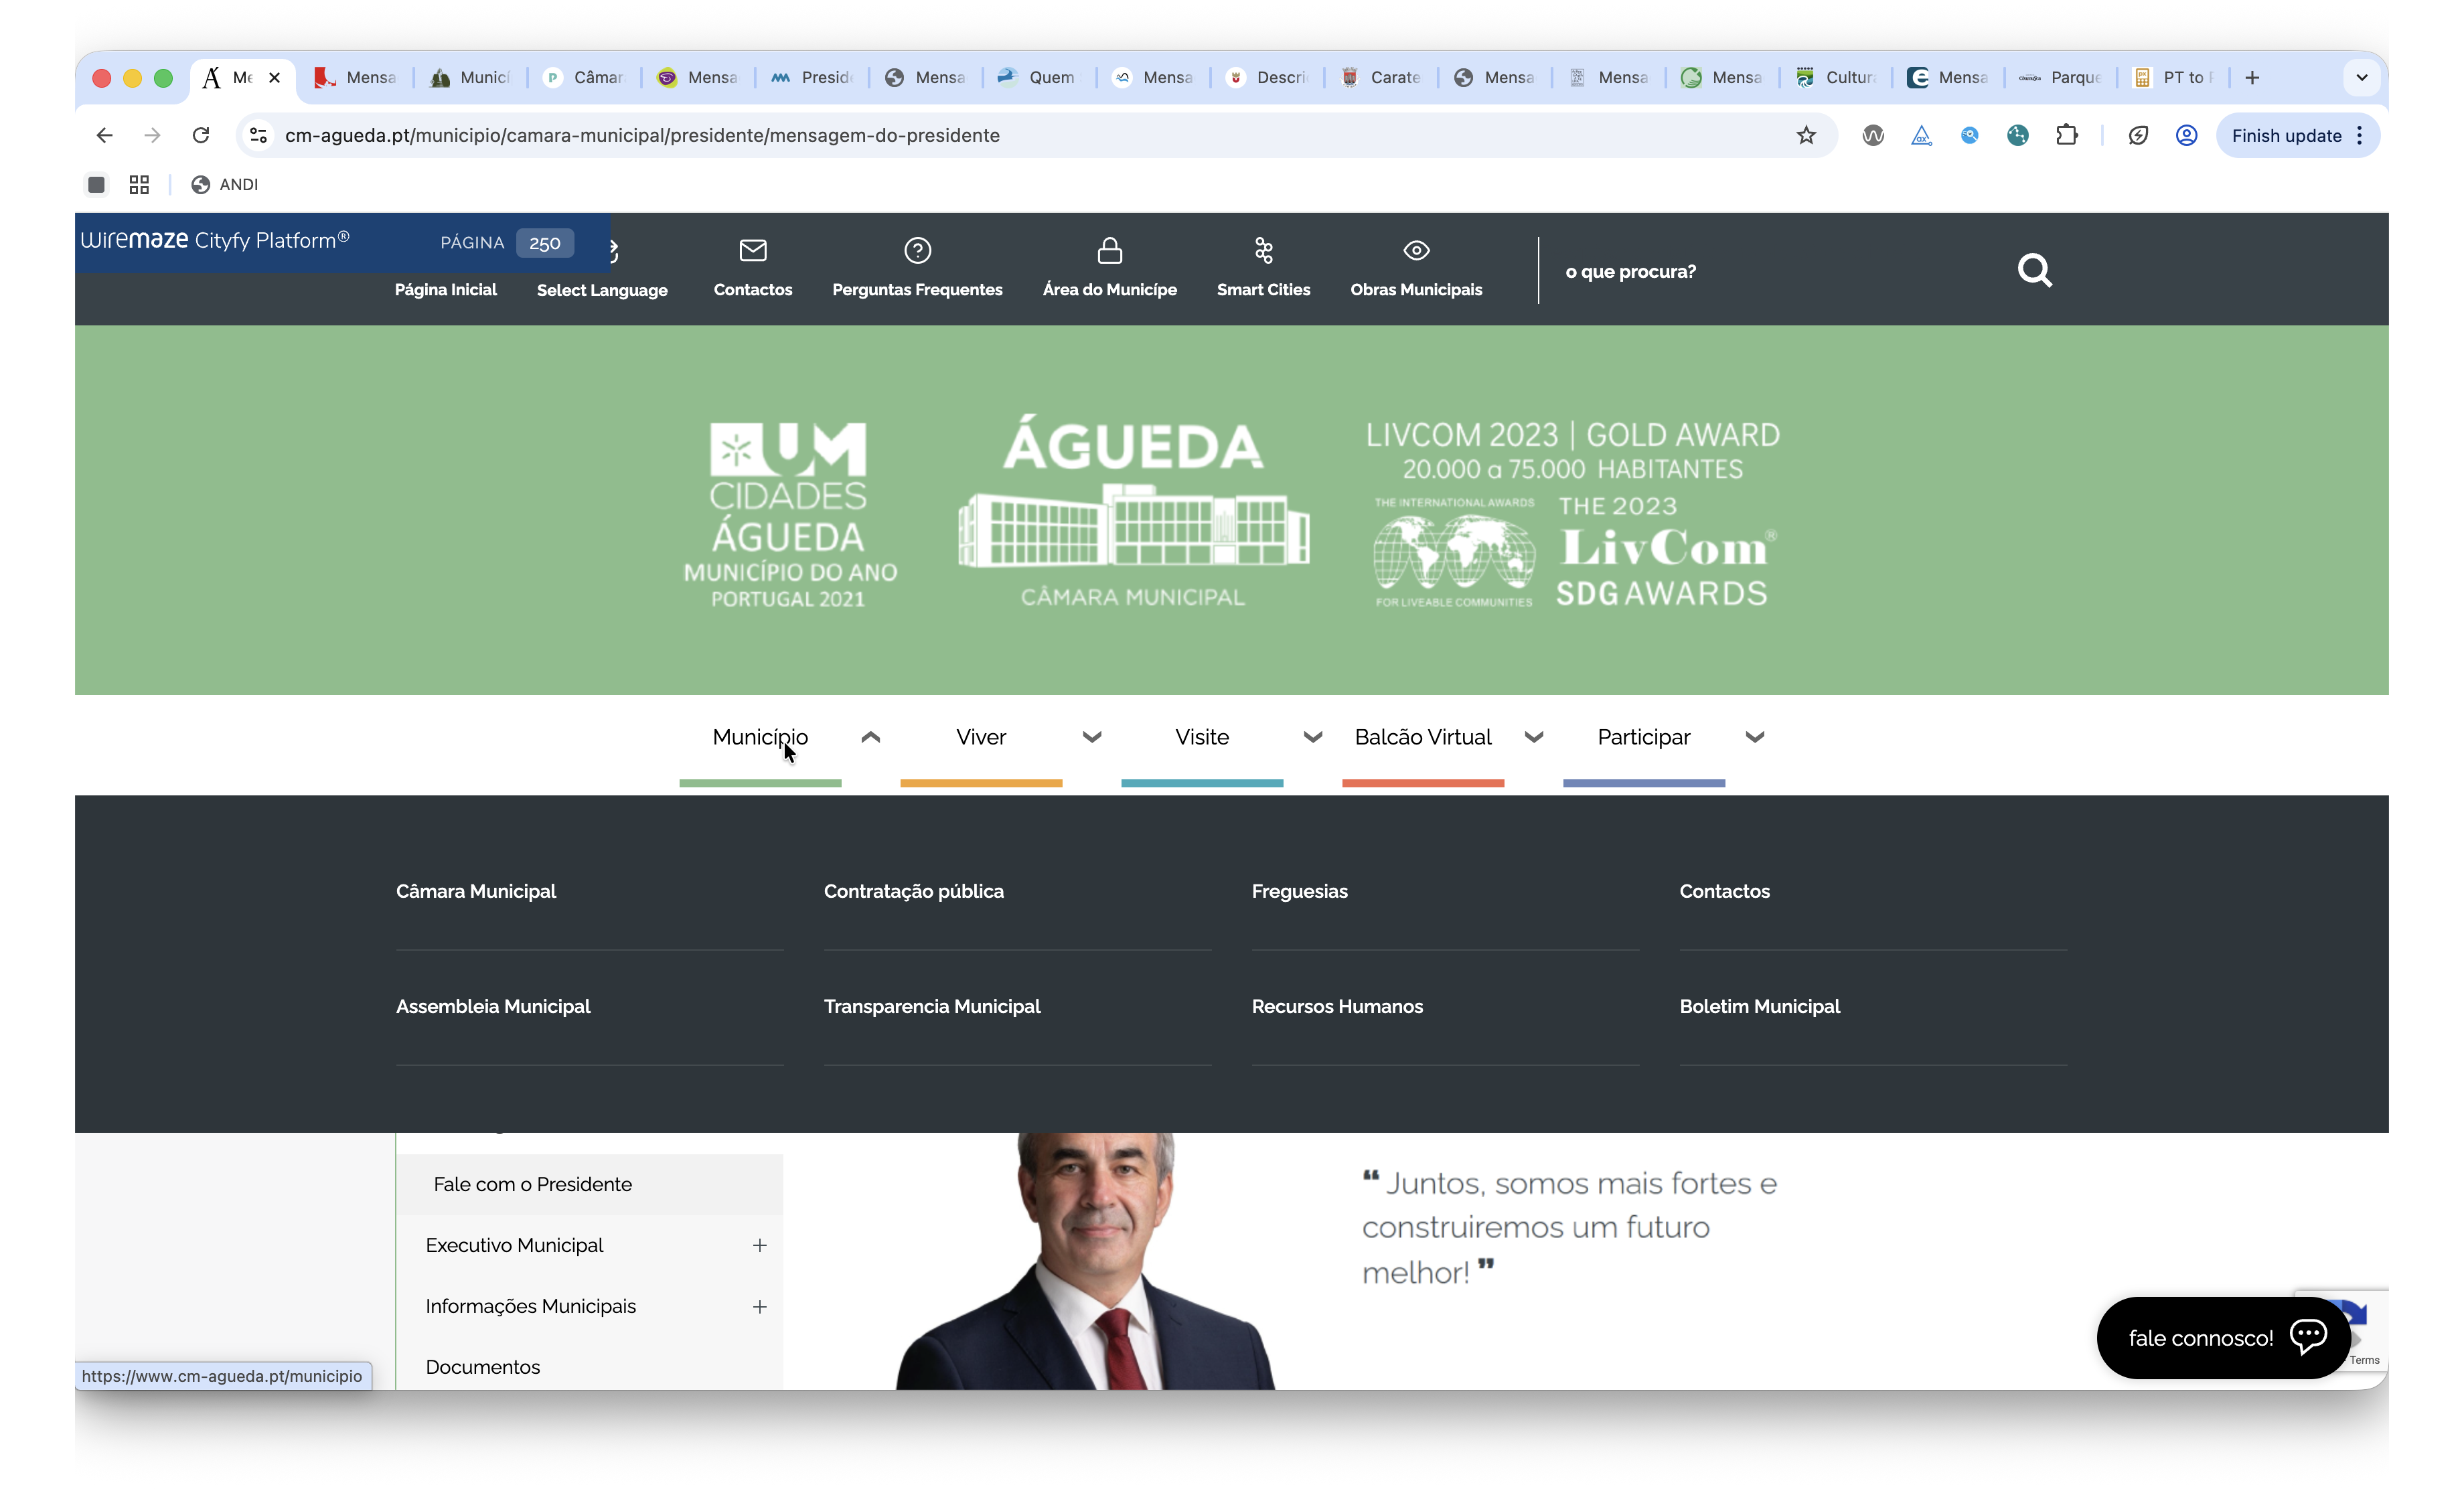 Me
Mensa
Municí
Câmar
Mensa
Presid
Mensa
Quem
Mensa
Descri
Carate
Mensa
Mensa
Mensa
Cultur
Mensa
Parque
PT to
cm-agueda.pt/municipio/camara-municipal/presidente/mensagem-do-presidente
Finish update
ANDI
wiremaze Cityfy Platform®
PÁGINA 250
Página Inicial
Select Language
Contactos
Perguntas Frequentes
Área do Munícipe
Smart Cities
Obras Municipais
o que procura?
UM
CIDADES
ÁGUEDA
MUNICÍPIO DO ANO
PORTUGAL 2021
ÁGUEDA
CÂMARA MUNICIPAL
LIVCOM 2023 | GOLD AWARD
20.000 a 75.000 HABITANTES
THE INTERNATIONAL AWARDS
FOR LIVEABLE COMMUNITIES
THE 2023
LivCom®
SDG AWARDS
Município
Viver
Visite
Balcão Virtual
Participar
Câmara Municipal
Contratação pública
Freguesias
Contactos
Assembleia Municipal
Transparencia Municipal
Recursos Humanos
Boletim Municipal
Fale com o Presidente
Executivo Municipal
Informações Municipais
Documentos
❝ Juntos, somos mais fortes e
construiremos um futuro
melhor! ❞
fale connosco!
Terms
https://www.cm-agueda.pt/municipio